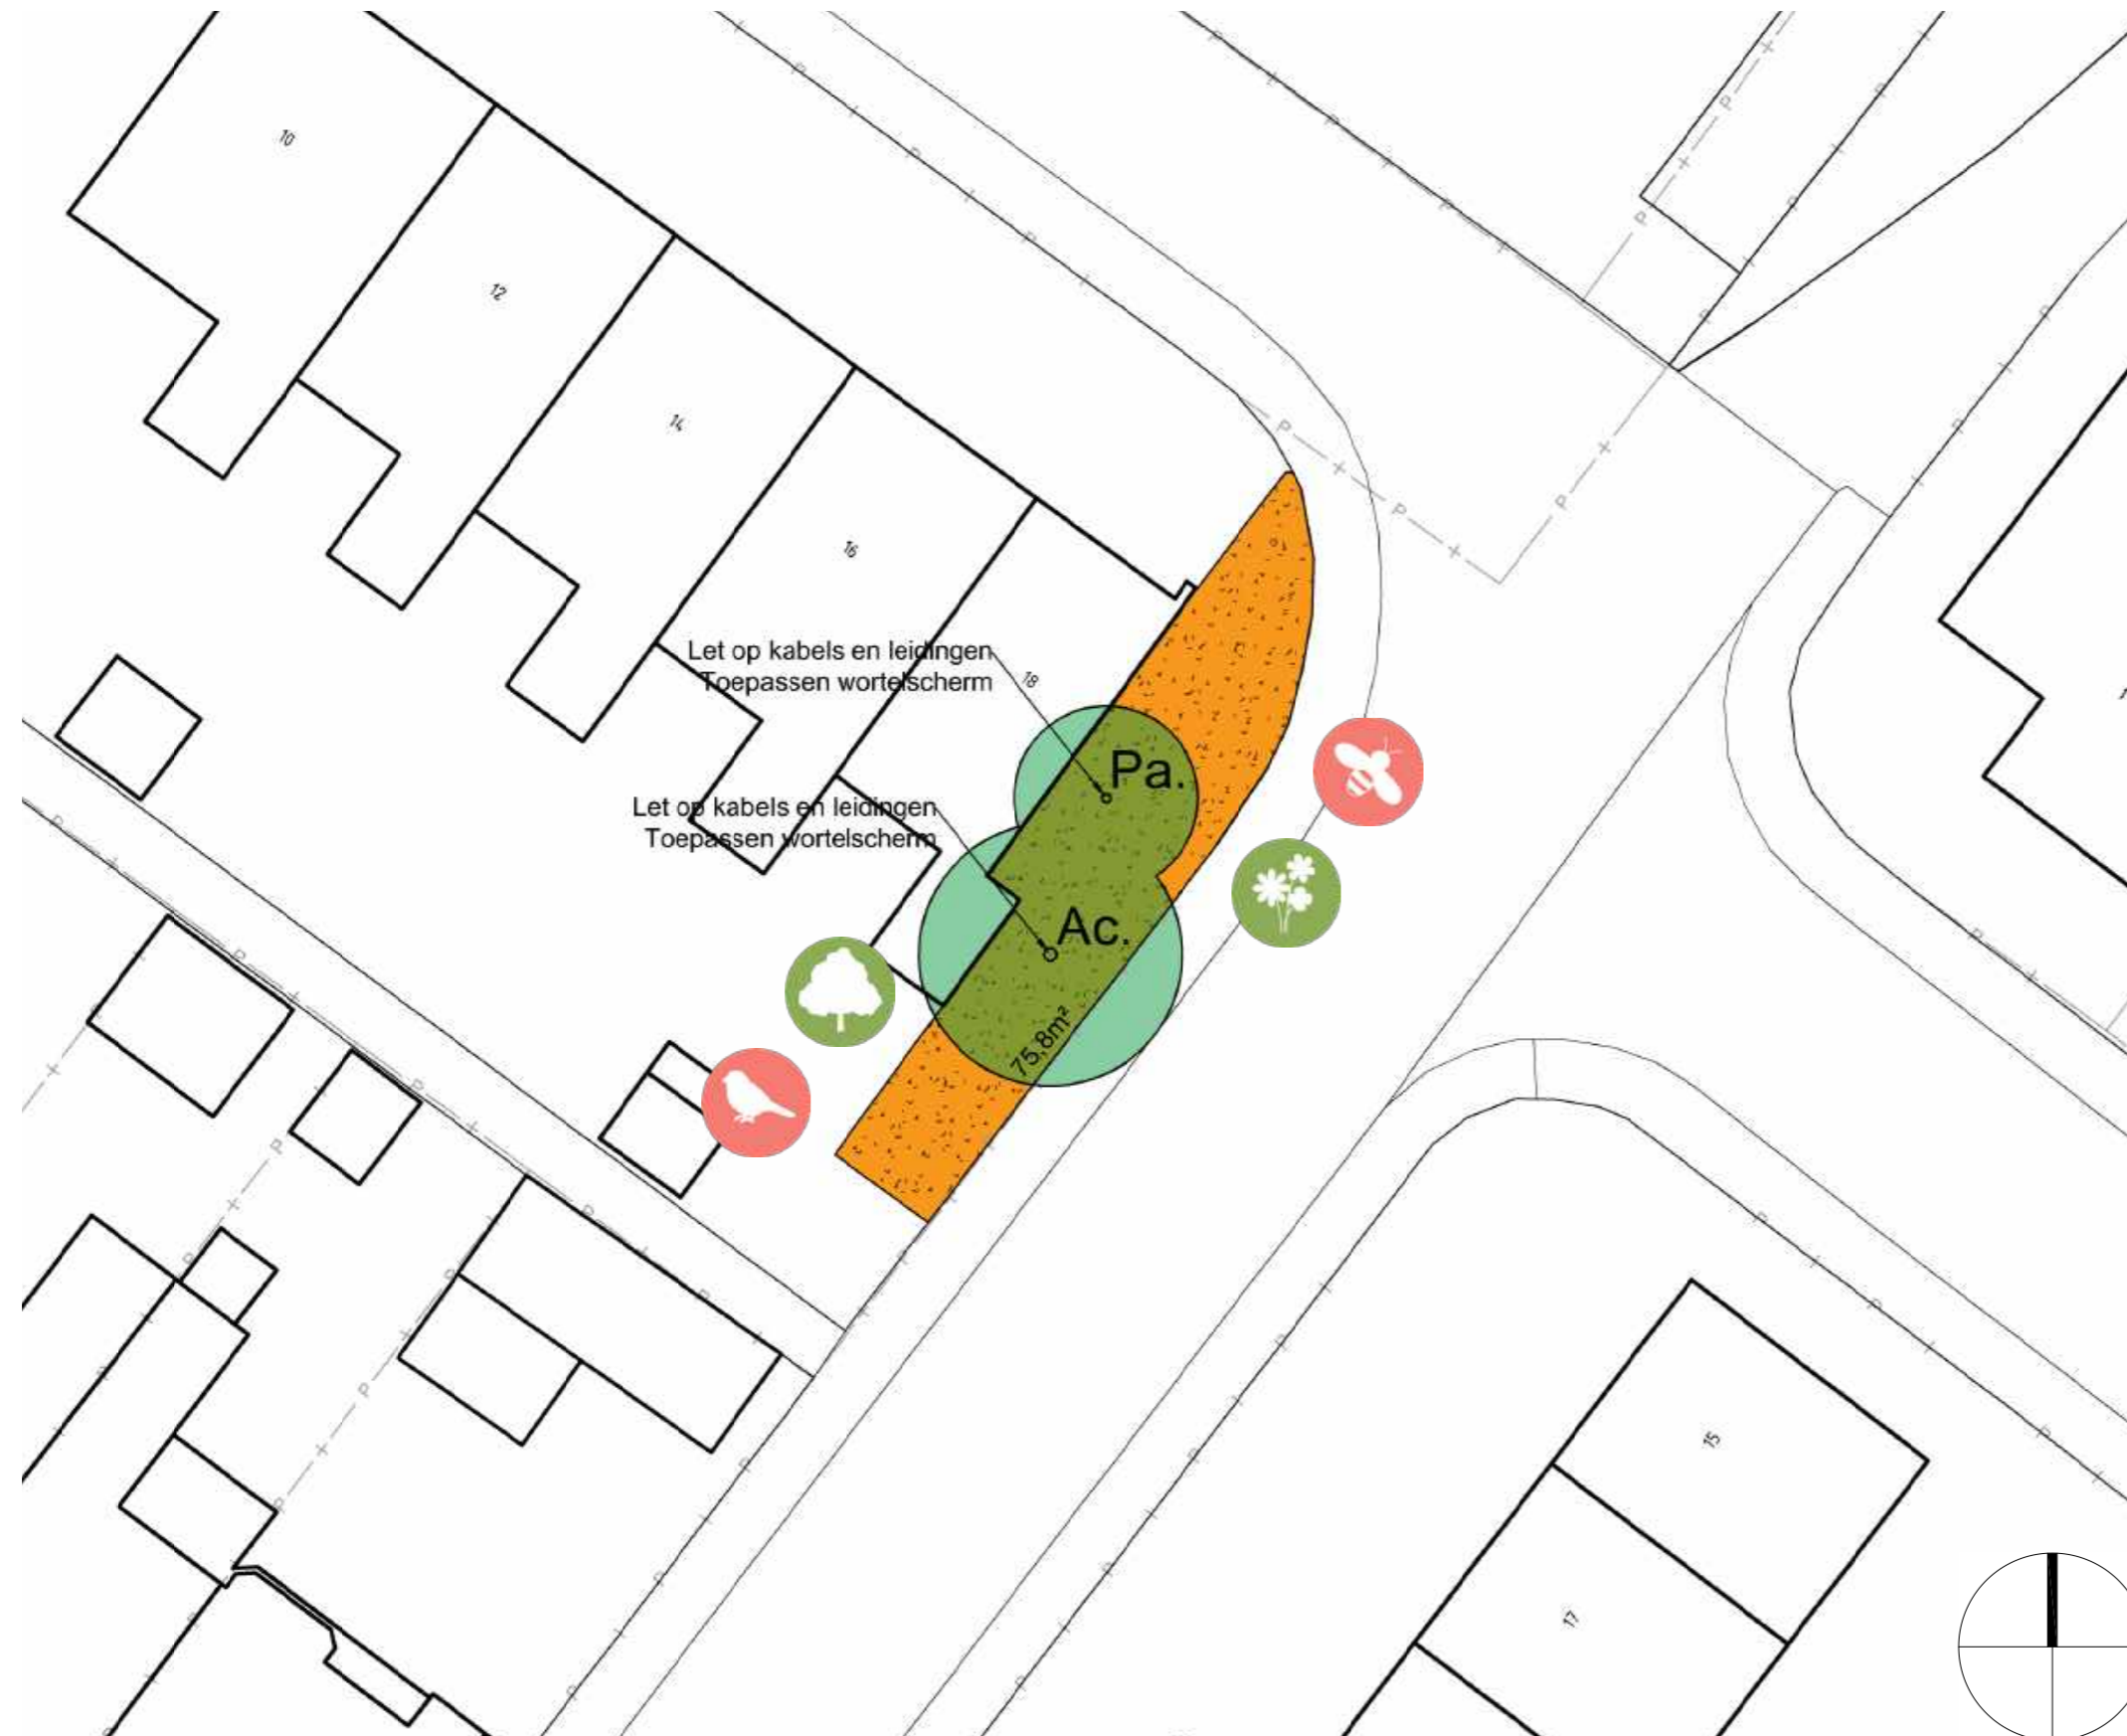 10
12
14
16
Let op kabels en leidingen
Toepassen wortelscherm
18
Pa.
Let op kabels en leidingen
Toepassen wortelscherm
Ac.
75,8m²
15
17